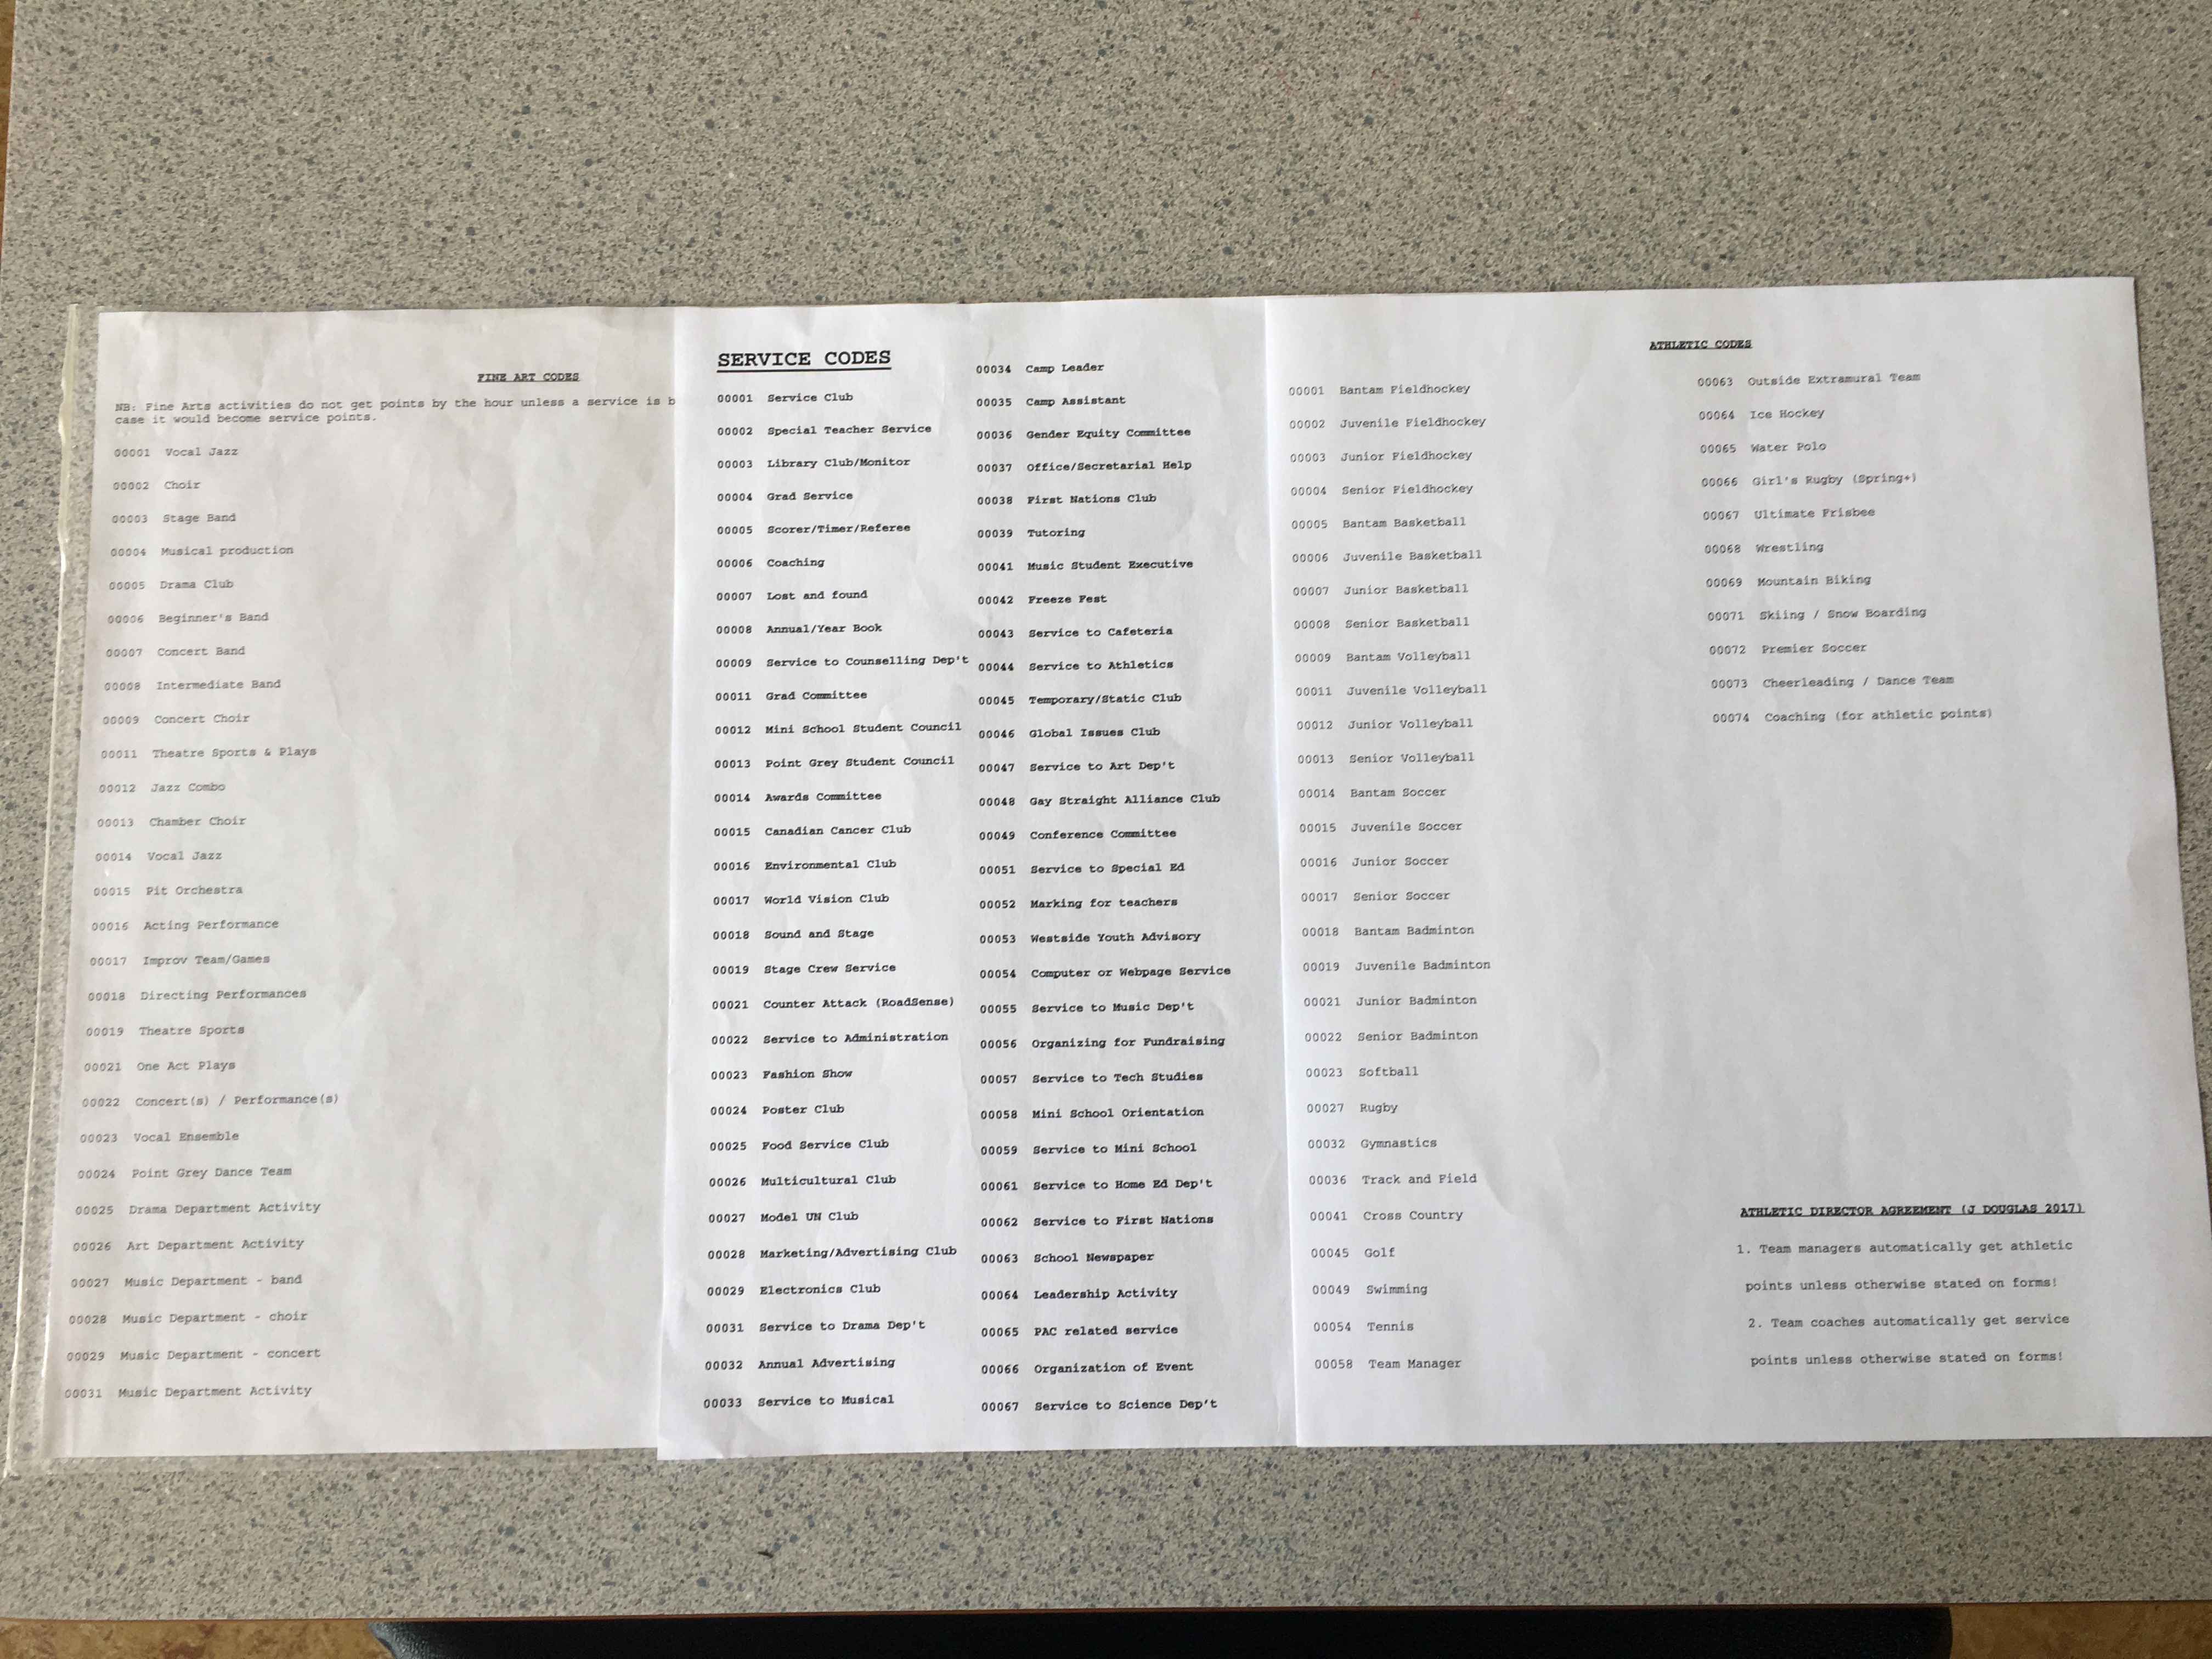 FINE ART CODES
NB: Fine Arts activities do not get points by the hour unless a service is b
case it would become service points.
00001 Vocal Jazz
00002 Choir
00003 Stage Band
00004 Musical production
00005 Drama Club
00006 Beginner's Band
00007 Concert Band
00008 Intermediate Band
00009 Concert Choir
00011 Theatre Sports & Plays
00012 Jazz Combo
00013 Chamber Choir
00014 Vocal Jazz
00015 Pit Orchestra
00016 Acting Performance
00017 Improv Team/Games
00018 Directing Performances
00019 Theatre Sports
00021 One Act Plays
00022 Concert(s) / Performance(s)
00023 Vocal Ensemble
00024 Point Grey Dance Team
00025 Drama Department Activity
00026 Art Department Activity
00027 Music Department - band
00028 Music Department - choir
00029 Music Department - concert
00031 Music Department Activity
SERVICE CODES
00001 Service Club
00002 Special Teacher Service
00003 Library Club/Monitor
00004 Grad Service
00005 Scorer/Timer/Referee
00006 Coaching
00007 Lost and found
00008 Annual/Year Book
00009 Service to Counselling Dep't
00011 Grad Committee
00012 Mini School Student Council
00013 Point Grey Student Council
00014 Awards Committee
00015 Canadian Cancer Club
00016 Environmental Club
00017 World Vision Club
00018 Sound and Stage
00019 Stage Crew Service
00021 Counter Attack (RoadSense)
00022 Service to Administration
00023 Fashion Show
00024 Poster Club
00025 Food Service Club
00026 Multicultural Club
00027 Model UN Club
00028 Marketing/Advertising Club
00029 Electronics Club
00031 Service to Drama Dep't
00032 Annual Advertising
00033 Service to Musical
00034 Camp Leader
00035 Camp Assistant
00036 Gender Equity Committee
00037 Office/Secretarial Help
00038 First Nations Club
00039 Tutoring
00041 Music Student Executive
00042 Freeze Fest
00043 Service to Cafeteria
00044 Service to Athletics
00045 Temporary/Static Club
00046 Global Issues Club
00047 Service to Art Dep't
00048 Gay Straight Alliance Club
00049 Conference Committee
00051 Service to Special Ed
00052 Marking for teachers
00053 Westside Youth Advisory
00054 Computer or Webpage Service
00055 Service to Music Dep't
00056 Organizing for Fundraising
00057 Service to Tech Studies
00058 Mini School Orientation
00059 Service to Mini School
00061 Service to Home Ed Dep't
00062 Service to First Nations
00063 School Newspaper
00064 Leadership Activity
00065 PAC related service
00066 Organization of Event
00067 Service to Science Dep't
ATHLETIC CODES
00001 Bantam Fieldhockey
00002 Juvenile Fieldhockey
00003 Junior Fieldhockey
00004 Senior Fieldhockey
00005 Bantam Basketball
00006 Juvenile Basketball
00007 Junior Basketball
00008 Senior Basketball
00009 Bantam Volleyball
00011 Juvenile Volleyball
00012 Junior Volleyball
00013 Senior Volleyball
00014 Bantam Soccer
00015 Juvenile Soccer
00016 Junior Soccer
00017 Senior Soccer
00018 Bantam Badminton
00019 Juvenile Badminton
00021 Junior Badminton
00022 Senior Badminton
00023 Softball
00027 Rugby
00032 Gymnastics
00036 Track and Field
00041 Cross Country
00045 Golf
00049 Swimming
00054 Tennis
00058 Team Manager
00063 Outside Extramural Team
00064 Ice Hockey
00065 Water Polo
00066 Girl's Rugby (Spring+)
00067 Ultimate Frisbee
00068 Wrestling
00069 Mountain Biking
00071 Skiing / Snow Boarding
00072 Premier Soccer
00073 Cheerleading / Dance Team
00074 Coaching (for athletic points)
ATHLETIC DIRECTOR AGREEMENT (J DOUGLAS 2017)
1. Team managers automatically get athletic
points unless otherwise stated on forms!
2. Team coaches automatically get service
points unless otherwise stated on forms!